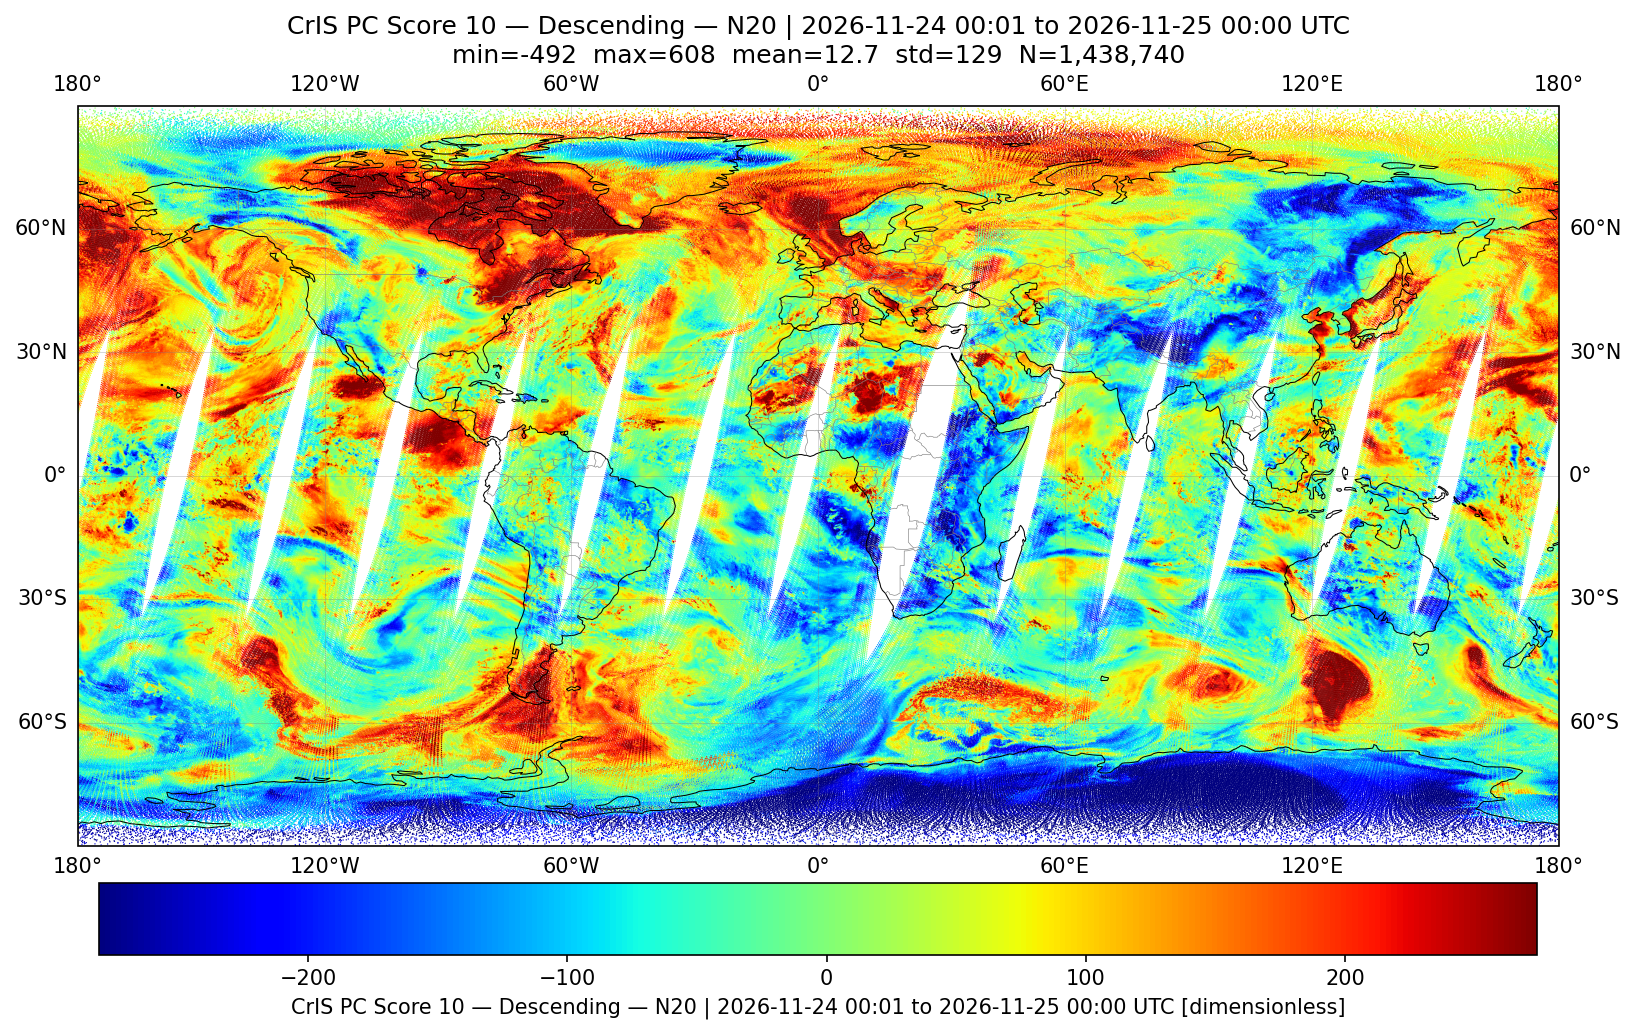 CrIS PC Score 10 — Descending — N20 | 2026-11-24 00:01 to 2026-11-25 00:00 UTC
min=-492  max=608  mean=12.7  std=129  N=1,438,740
180° 120°W 60°W 0° 60°E 120°E 180°
60°N 60°N
30°N 30°N
0° 0°
30°S 30°S
60°S 60°S
180° 120°W 60°W 0° 60°E 120°E 180°
−200 −100 0 100 200
CrIS PC Score 10 — Descending — N20 | 2026-11-24 00:01 to 2026-11-25 00:00 UTC [dimensionless]